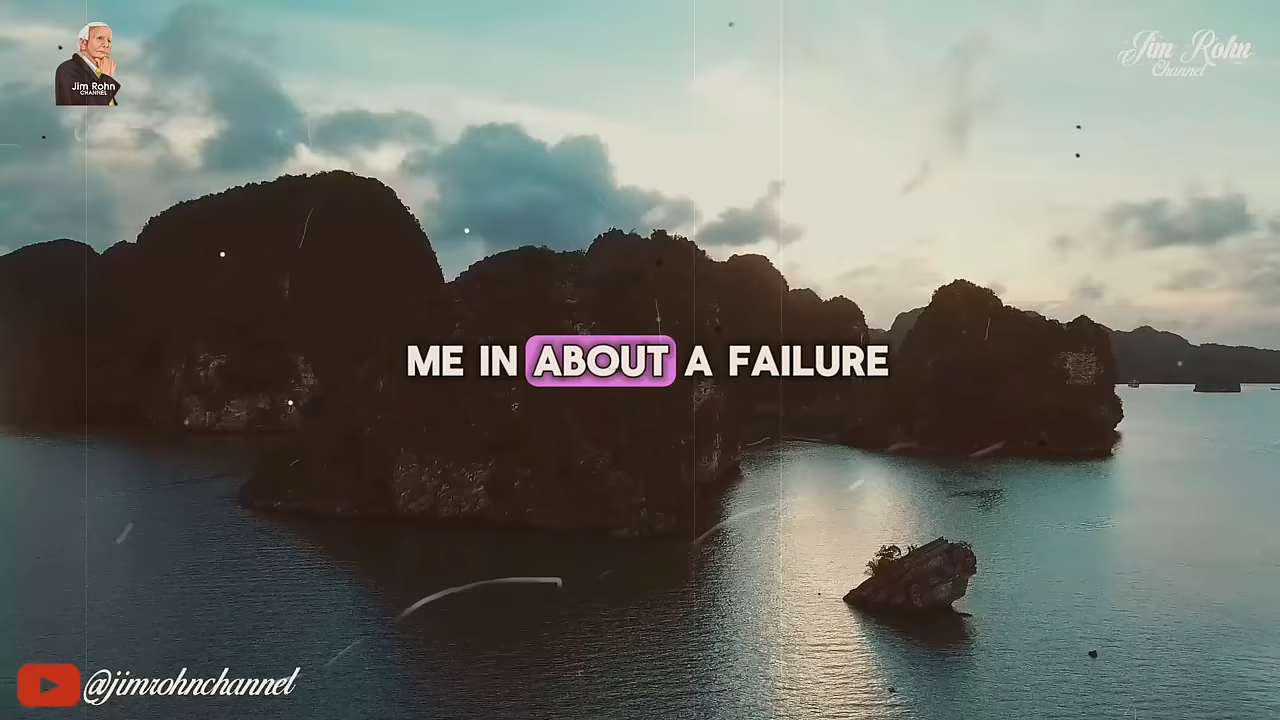 Jim Rohn
CHANNEL
Jim Rohn
Channel
ME IN ABOUT A FAILURE
@jimrohnchannel